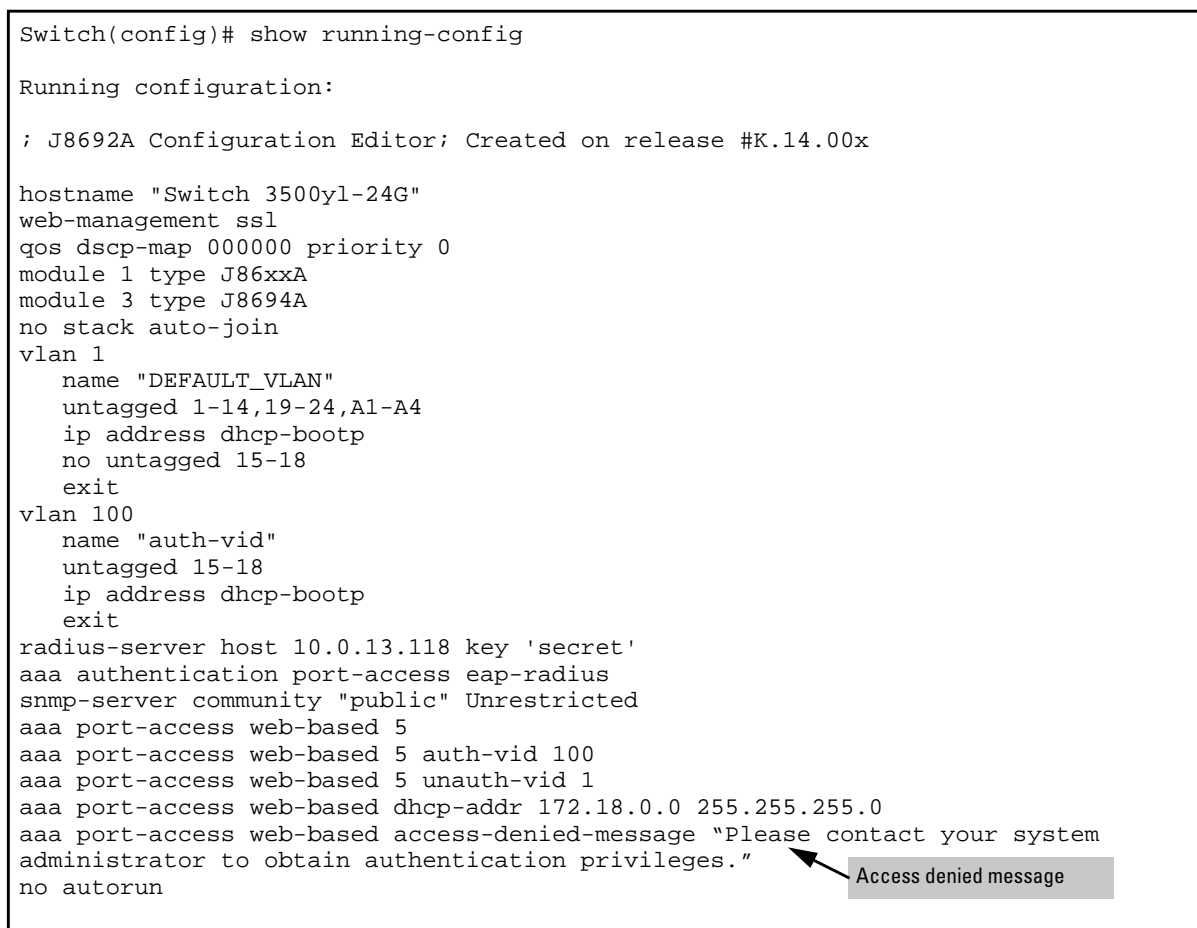 Switch(config)# show running-config
Running configuration:
; J8692A Configuration Editor; Created on release #K.14.00x
hostname "Switch 3500yl-24G"
web-management ssl
qos dscp-map 000000 priority 0
module 1 type J86xxA
module 3 type J8694A
no stack auto-join
vlan 1
   name "DEFAULT_VLAN"
   untagged 1-14,19-24,A1-A4
   ip address dhcp-bootp
   no untagged 15-18
   exit
vlan 100
   name "auth-vid"
   untagged 15-18
   ip address dhcp-bootp
   exit
radius-server host 10.0.13.118 key 'secret'
aaa authentication port-access eap-radius
snmp-server community "public" Unrestricted
aaa port-access web-based 5
aaa port-access web-based 5 auth-vid 100
aaa port-access web-based 5 unauth-vid 1
aaa port-access web-based dhcp-addr 172.18.0.0 255.255.255.0
aaa port-access web-based access-denied-message “Please contact your system
administrator to obtain authentication privileges.”
Access denied message
no autorun